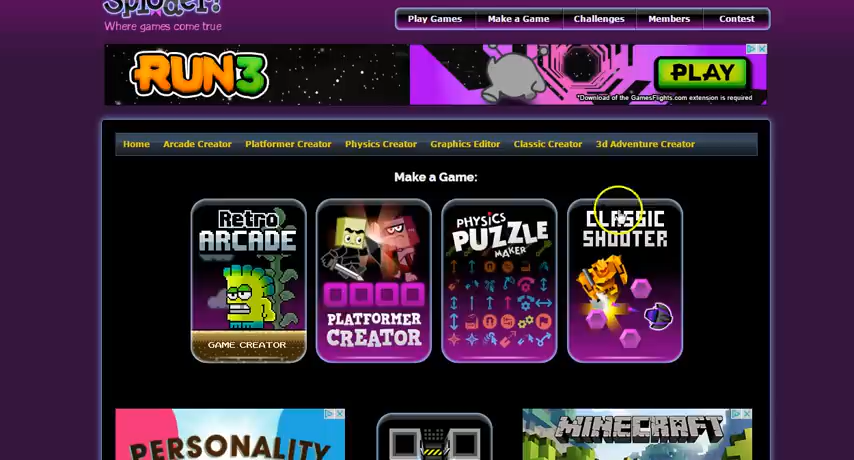 Sploder!
Where games come true
Play Games Make a Game Challenges Members Contest
RUN3
PLAY
*Download of the GamesFlights.com extension is required
Home Arcade Creator Platformer Creator Physics Creator Graphics Editor Classic Creator 3d Adventure Creator
Make a Game:
Retro
ARCADE
GAME CREATOR
PLATFORMER
CREATOR
PHYSICS
PUZZLE
MAKER
CLASSIC
SHOOTER
PERSONALITY
MINECRAFT